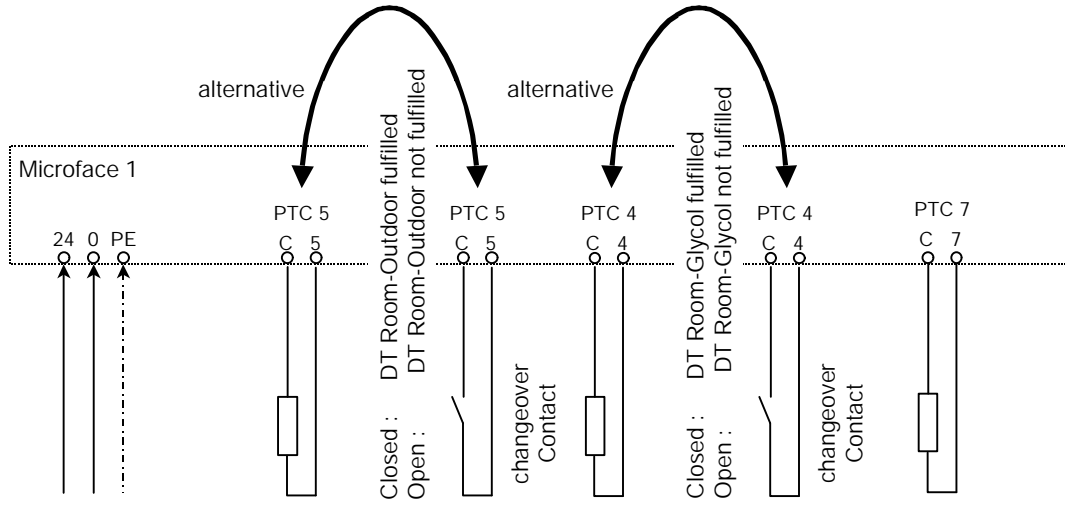 alternative
alternative
Microface 1
24 0 PE
PTC 5
C 5
Closed : DT Room-Outdoor fulfilled
Open : DT Room-Outdoor not fulfilled
PTC 5
C 5
changeover
Contact
PTC 4
C 4
Closed : DT Room-Glycol fulfilled
Open : DT Room-Glycol not fulfilled
PTC 4
C 4
changeover
Contact
PTC 7
C 7